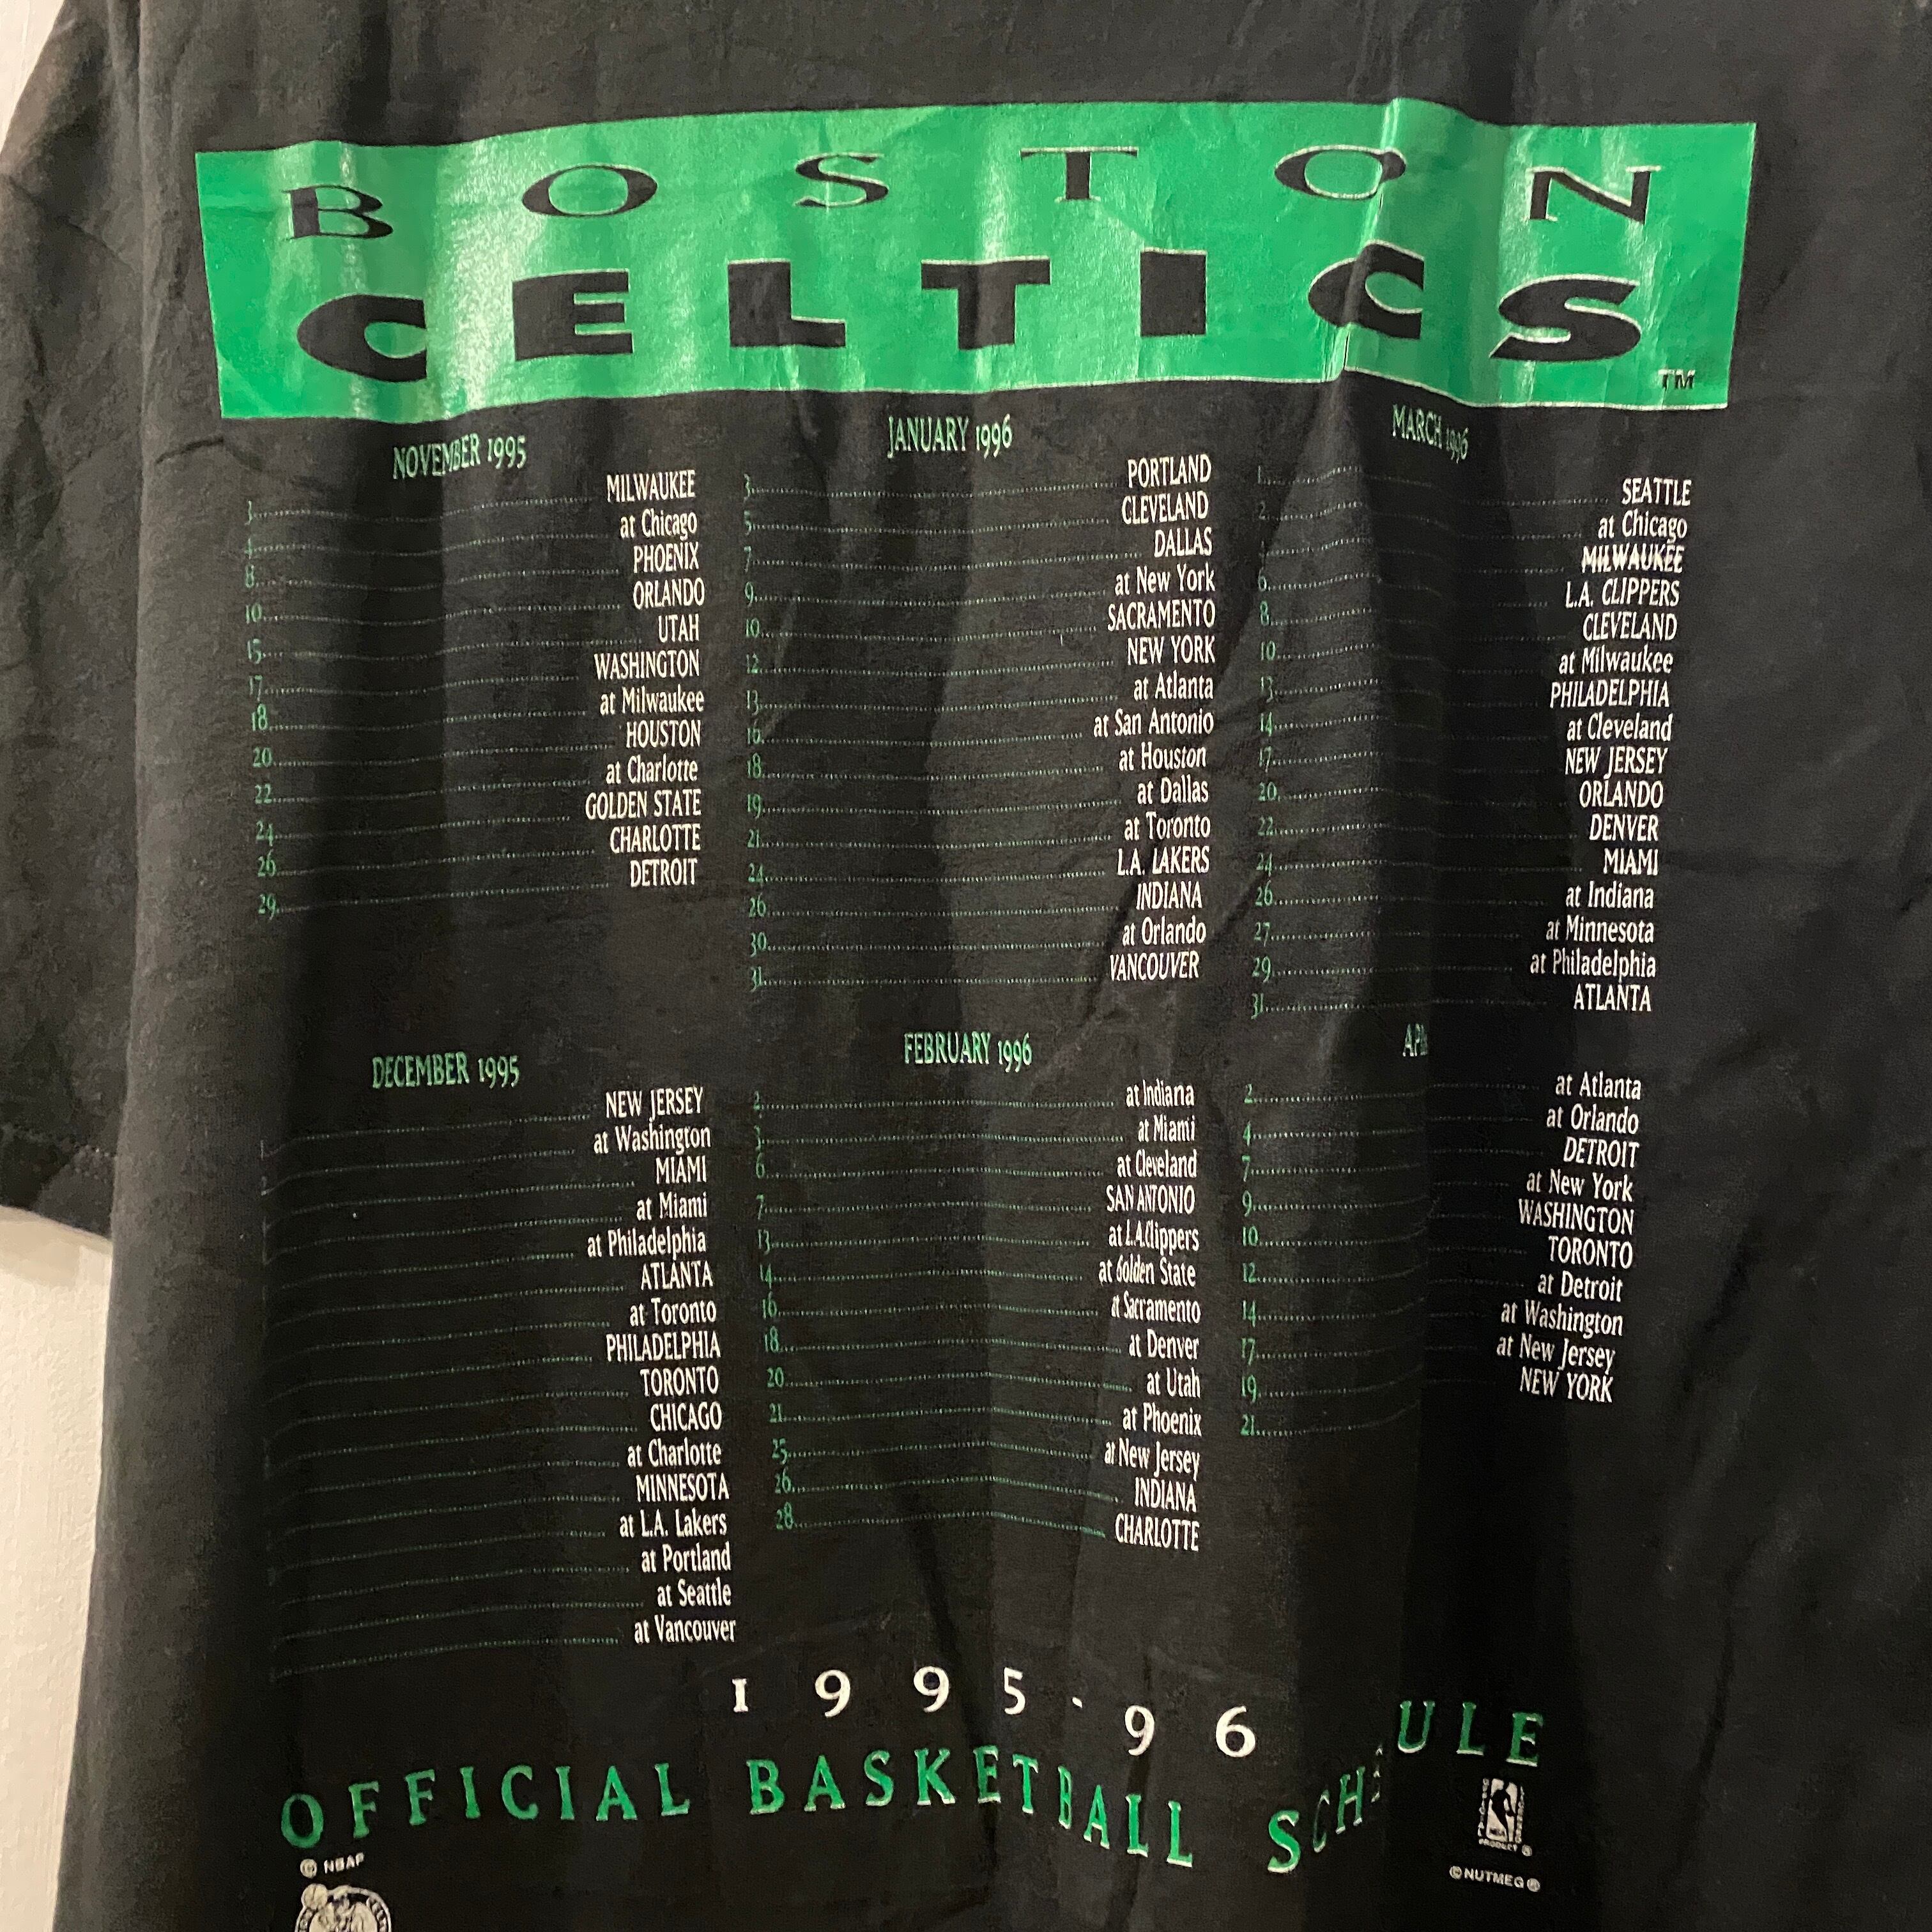 BOSTON
CELTICS
TM
NOVEMBER 1995
3. MILWAUKEE
4. at Chicago
8. PHOENIX
10. ORLANDO
15. UTAH
17. WASHINGTON
18. at Milwaukee
20. HOUSTON
22. at Charlotte
24. GOLDEN STATE
26. CHARLOTTE
29. DETROIT
DECEMBER 1995
NEW JERSEY
at Washington
MIAMI
at Miami
at Philadelphia
ATLANTA
at Toronto
PHILADELPHIA
TORONTO
CHICAGO
at Charlotte
MINNESOTA
at L.A. Lakers
at Portland
at Seattle
at Vancouver
JANUARY 1996
3. PORTLAND
5. CLEVELAND
7. DALLAS
9. at New York
10. SACRAMENTO
12. NEW YORK
13. at Atlanta
16. at San Antonio
18. at Houston
19. at Dallas
21. at Toronto
24. L.A. LAKERS
26. INDIANA
30. at Orlando
31. VANCOUVER
FEBRUARY 1996
2. at Indiana
3. at Miami
6. at Cleveland
7. SAN ANTONIO
13. at L.A. Clippers
14. at Golden State
16. at Sacramento
18. at Denver
20. at Utah
21. at Phoenix
25. at New Jersey
26. INDIANA
28. CHARLOTTE
MARCH 1996
1. SEATTLE
2. at Chicago
MILWAUKEE
6. L.A. CLIPPERS
8. CLEVELAND
10. at Milwaukee
13. PHILADELPHIA
14. at Cleveland
17. NEW JERSEY
20. ORLANDO
22. DENVER
24. MIAMI
26. at Indiana
27. at Minnesota
29. at Philadelphia
31. ATLANTA
2. at Atlanta
4. at Orlando
7. DETROIT
9. at New York
10. WASHINGTON
12. TORONTO
14. at Detroit
17. at Washington
19. at New Jersey
21. NEW YORK
1995-96
OFFICIAL BASKETBALL
© NBAP
NBA
© NUTMEG ®